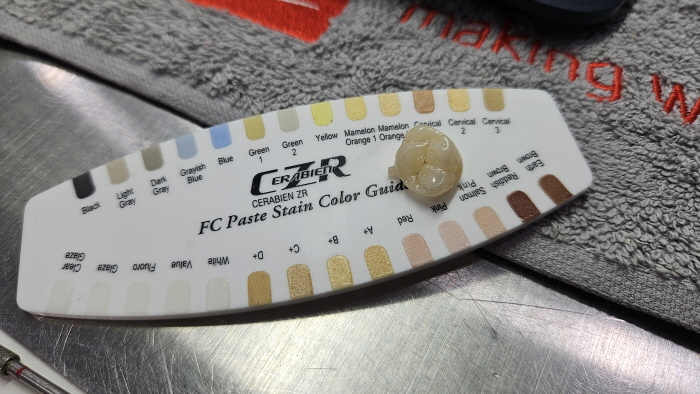 making w
Black
Light
Gray
Dark
Gray
Grayish
Blue
Blue
Green
1
Green
2
Yellow
Mamelon
Orange 1
Mamelon
Orange
Cervical
Cervical
2
Cervical
3
CZR
CERABIEN
CERABIEN ZR
FC Paste Stain Color Guide
Clear
Glaze
Glaze
Fluoro
Value
White
D+
C+
B+
A+
Red
Pink
Salmon
Pink
Reddish
Brown
Earth
Brown